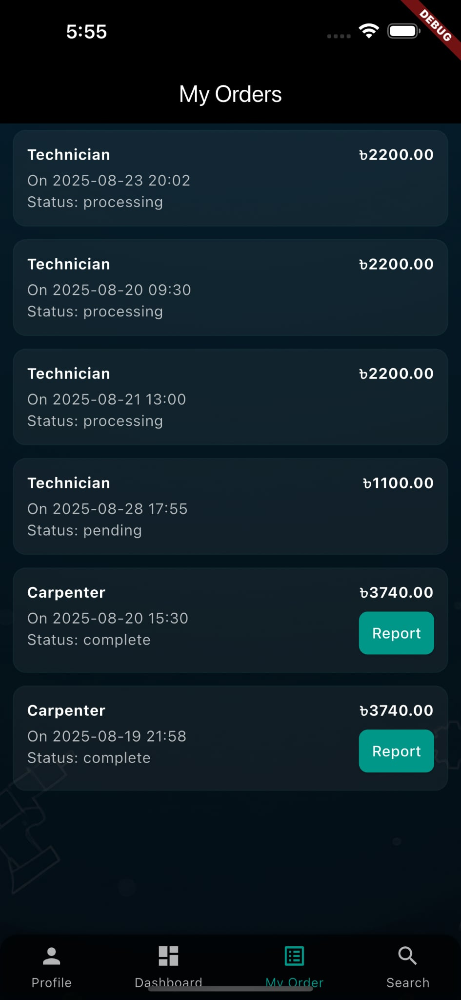 5:55
DEBUG
My Orders
Technician ৳2200.00
On 2025-08-23 20:02
Status: processing
Technician ৳2200.00
On 2025-08-20 09:30
Status: processing
Technician ৳2200.00
On 2025-08-21 13:00
Status: processing
Technician ৳1100.00
On 2025-08-28 17:55
Status: pending
Carpenter ৳3740.00
On 2025-08-20 15:30
Report
Status: complete
Carpenter ৳3740.00
On 2025-08-19 21:58
Report
Status: complete
Profile Dashboard My Order Search